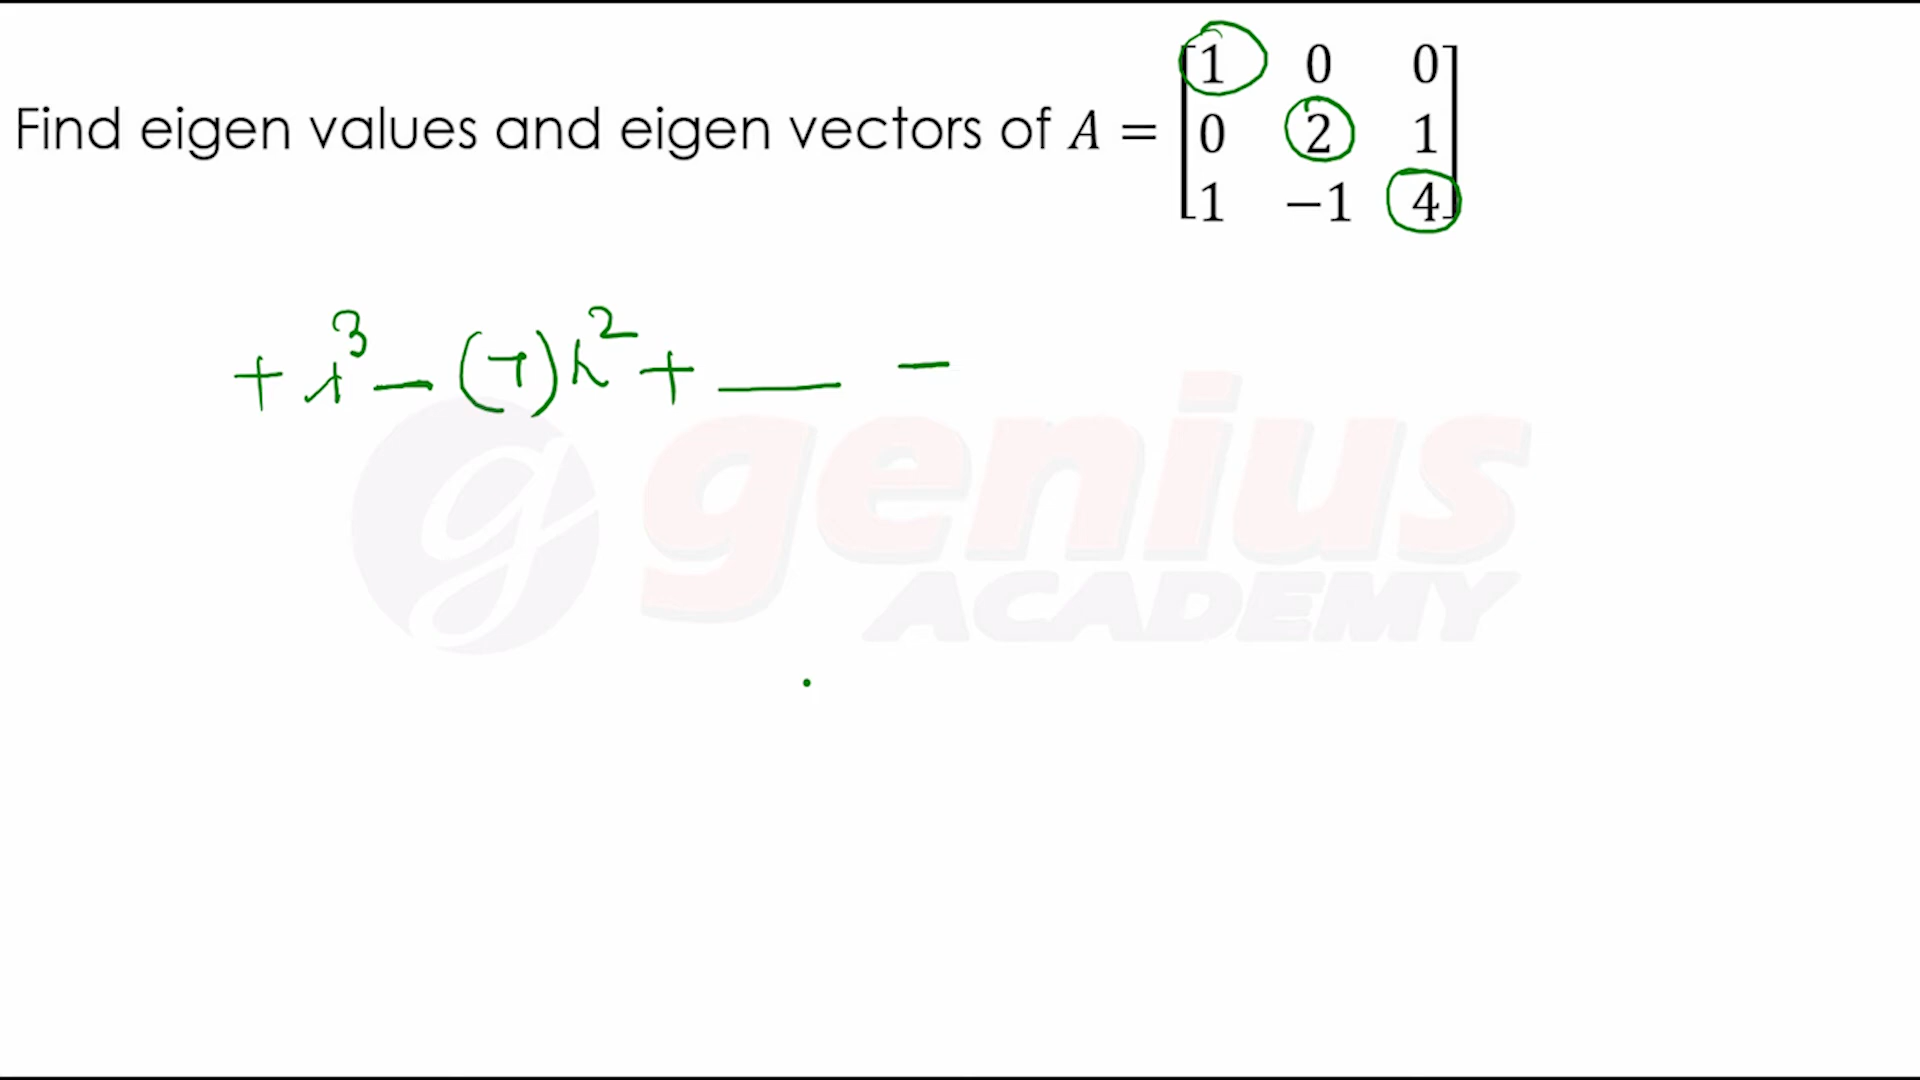 Find eigen values and eigen vectors of A = [1 0 0
0 2 1
1 −1 4]
+ λ³ − (7)λ² + ___ −
genius
ACADEMY